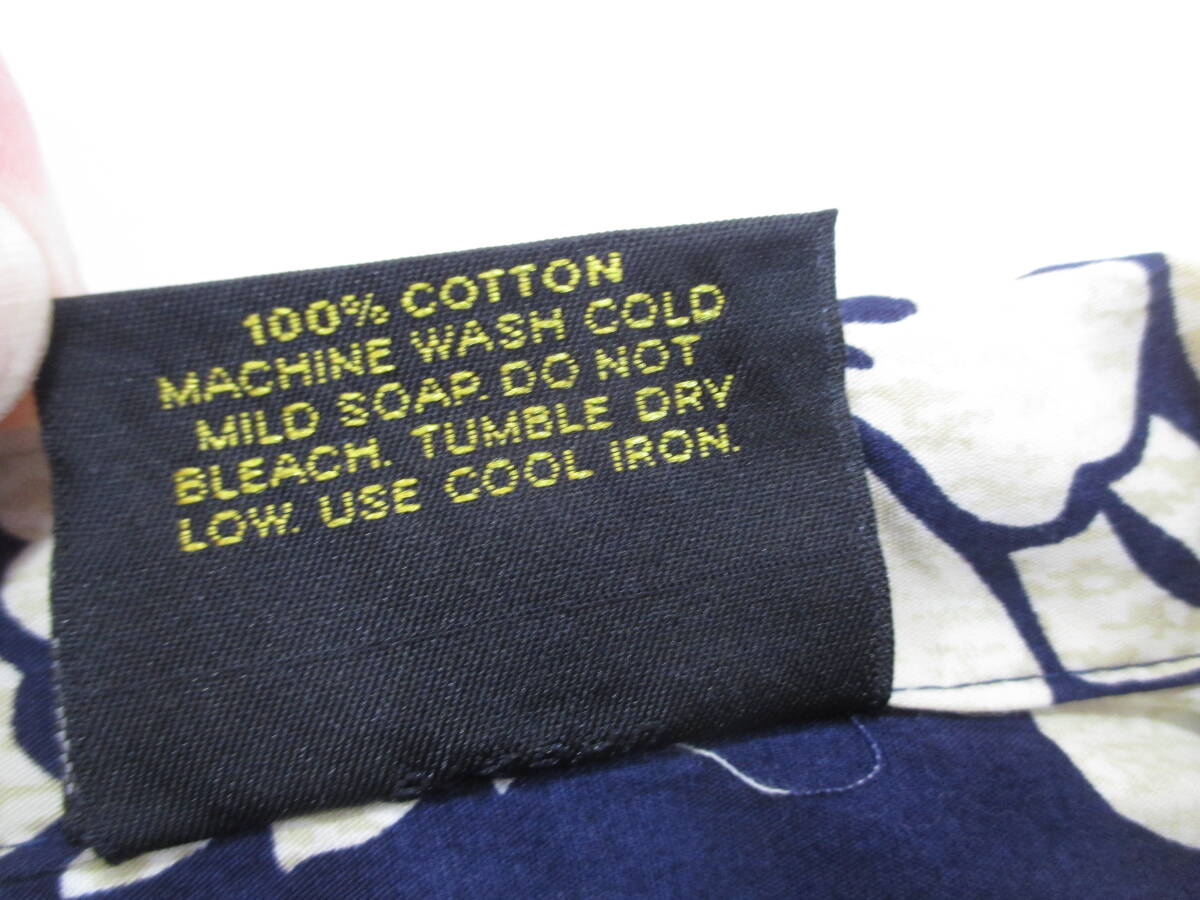 100% COTTON
MACHINE WASH COLD
MILD SOAP. DO NOT
BLEACH. TUMBLE DRY
LOW. USE COOL IRON.